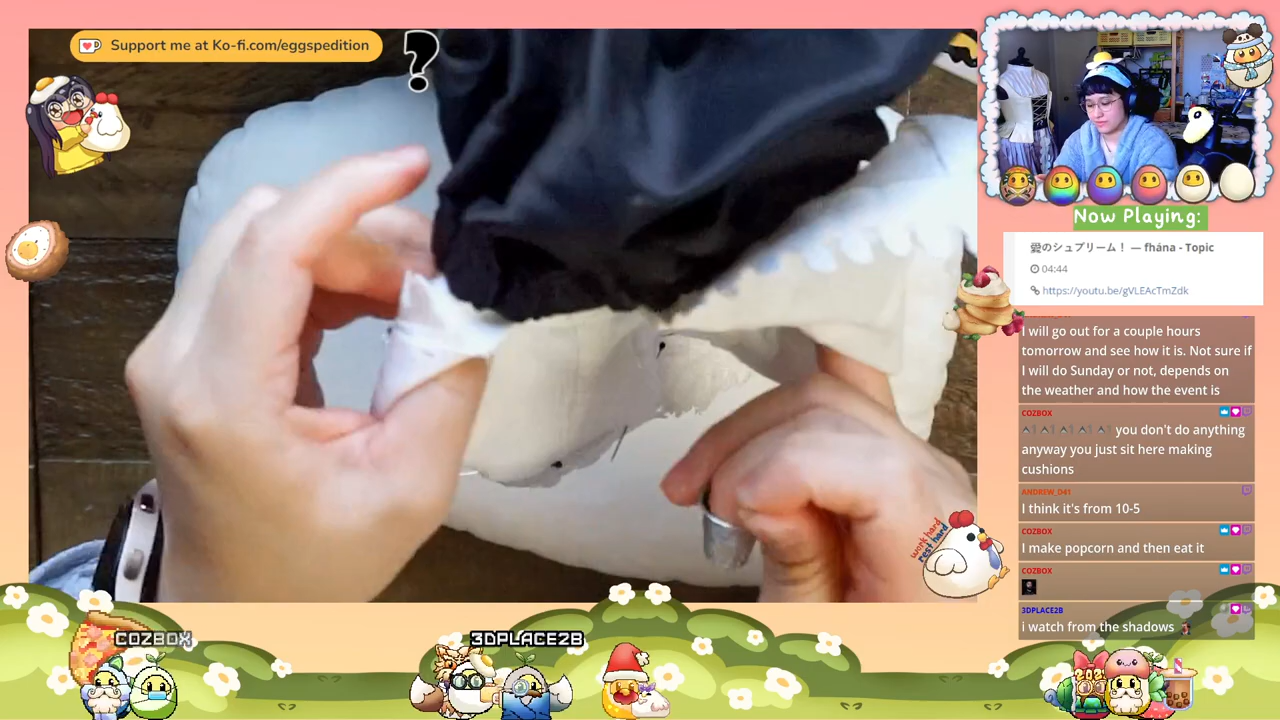 Support me at Ko-fi.com/eggspedition
?
Now Playing:
愛のシュプリーム！ — fhána - Topic
04:44
https://youtu.be/gVLEAcTmZdk
I will go out for a couple hours
tomorrow and see how it is. Not sure if
I will do Sunday or not, depends on
the weather and how the event is
COZBOX
you don't do anything
anyway you just sit here making
cushions
ANDREW_041
I think it's from 10-5
COZBOX
I make popcorn and then eat it
COZBOX
3DPLACE2B
i watch from the shadows
work hard
rest hard
COZBOX
3DPLACE2B